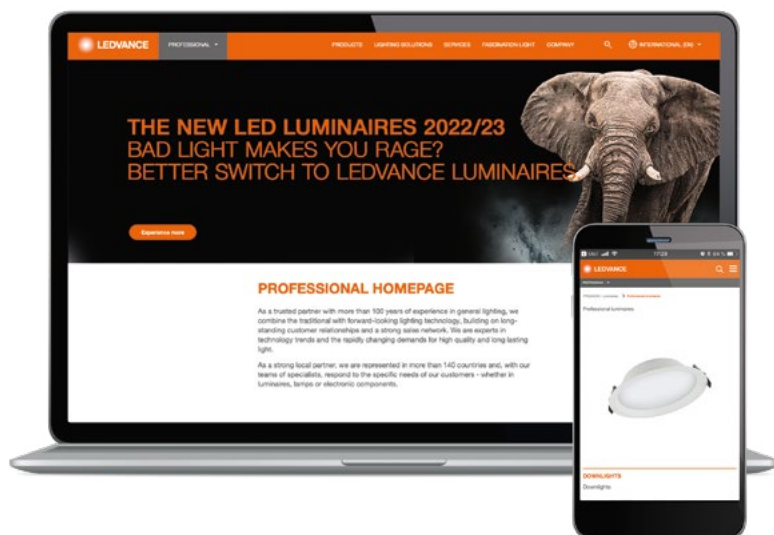 LEDVANCE
PROFESSIONAL
PRODUCTS LIGHTING SOLUTIONS SERVICES FASCINATION LIGHT COMPANY
INTERNATIONAL (EN)
THE NEW LED LUMINAIRES 2022/23
BAD LIGHT MAKES YOU RAGE?
BETTER SWITCH TO LEDVANCE LUMINAIRES.
Experience more
PROFESSIONAL HOMEPAGE
As a trusted partner with more than 100 years of experience in general lighting, we
combine the traditional with forward-looking lighting technology, building on long-
standing customer relationships and a strong sales network. We are experts in
technology trends and the rapidly changing demands for high quality and long lasting
light.
As a strong local partner, we are represented in more than 140 countries and, with our
teams of specialists, respond to the specific needs of our customers - whether in
luminaires, lamps or electronic components.
LEDVANCE
Professional luminaires
DOWNLIGHTS
Downlights